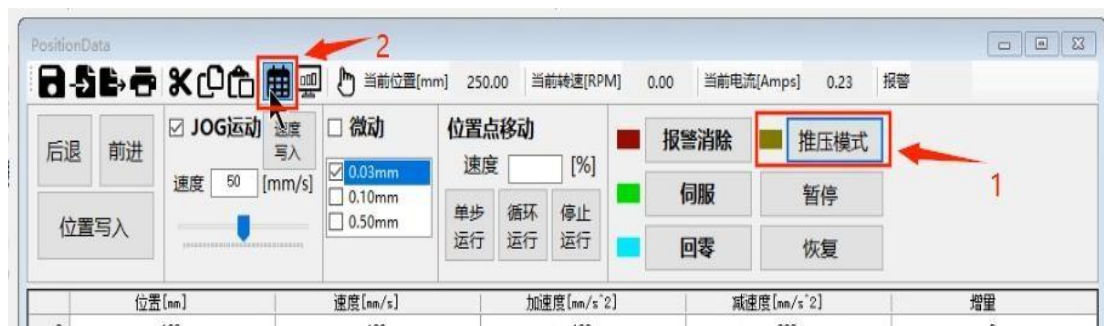 PositionData
2
当前位置[mm] 250.00 当前转速[RPM] 0.00 当前电流[Amps] 0.23 报警
后退 前进
位置写入
JOG运动 速度写入
速度 50 [mm/s]
微动
0.03mm
0.10mm
0.50mm
位置点移动
速度 [%]
单步运行 循环运行 停止运行
报警消除 推压模式
伺服 暂停
回零 恢复
1
位置[mm] 速度[mm/s] 加速度[mm/s^2] 减速度[mm/s^2] 增量